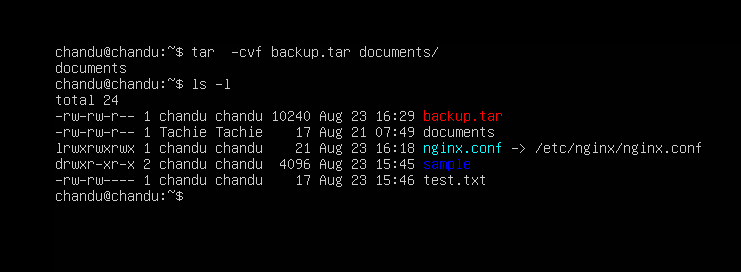 chandu@chandu:~$ tar  -cvf backup.tar documents/
documents
chandu@chandu:~$ ls -l
total 24
-rw-rw-r-- 1 chandu chandu 10240 Aug 23 16:29 backup.tar
-rw-rw-r-- 1 Tachie Tachie    17 Aug 21 07:49 documents
lrwxrwxrwx 1 chandu chandu    21 Aug 23 16:18 nginx.conf -> /etc/nginx/nginx.conf
drwxr-xr-x 2 chandu chandu  4096 Aug 23 15:45 sample
-rw-rw---- 1 chandu chandu    17 Aug 23 15:46 test.txt
chandu@chandu:~$